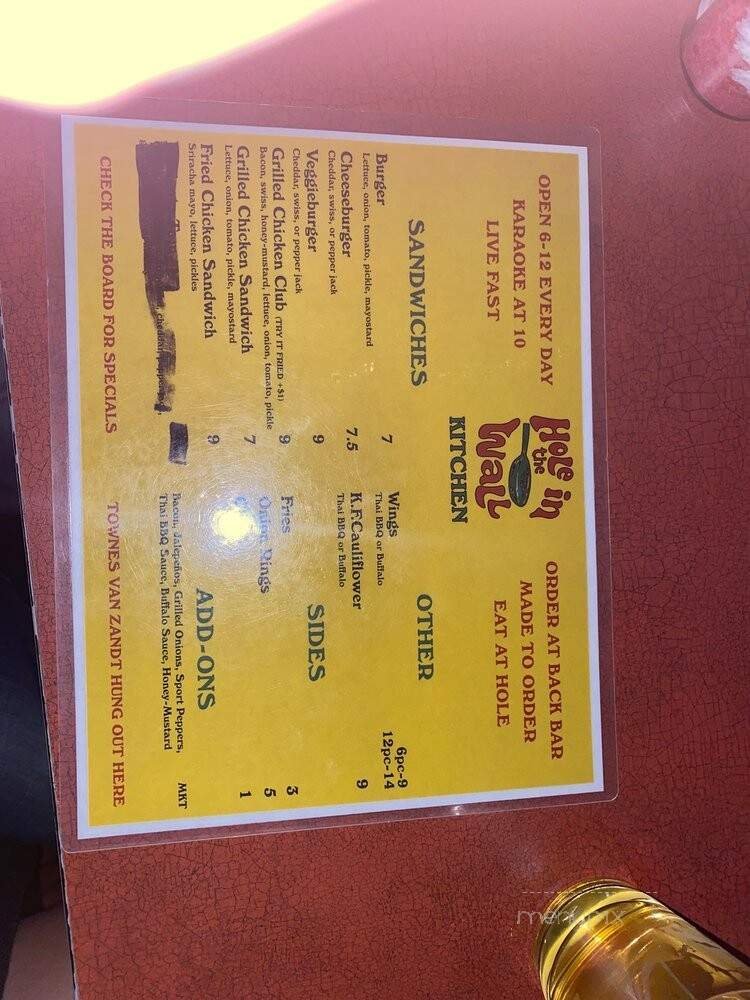 OPEN 6-12 EVERY DAY
KARAOKE AT 10
LIVE FAST
Hole in
the
Wall
KITCHEN
ORDER AT BACK BAR
MADE TO ORDER
EAT AT HOLE
SANDWICHES
Burger 7
Lettuce, onion, tomato, pickle, mayostard
Cheeseburger 7.5
Cheddar, swiss, or pepper jack
Veggieburger 9
Cheddar, swiss, or pepper jack
Grilled Chicken Club (TRY IT FRIED +$1) 9
Bacon, swiss, honey-mustard, lettuce, onion, tomato, pickle
Grilled Chicken Sandwich 7
Lettuce, onion, tomato, pickle, mayostard
Fried Chicken Sandwich 9
Sriracha mayo, lettuce, pickles
CHECK THE BOARD FOR SPECIALS
OTHER
Wings 6pc-9
Thai BBQ or Buffalo 12pc-14
K.F.Cauliflower 9
Thai BBQ or Buffalo
SIDES
Fries 3
Onion Rings 5
1
ADD-ONS
Bacon, Jalepeños, Grilled Onions, Sport Peppers,
Thai BBQ Sauce, Buffalo Sauce, Honey-Mustard
MKT
TOWNES VAN ZANDT HUNG OUT HERE
menupix